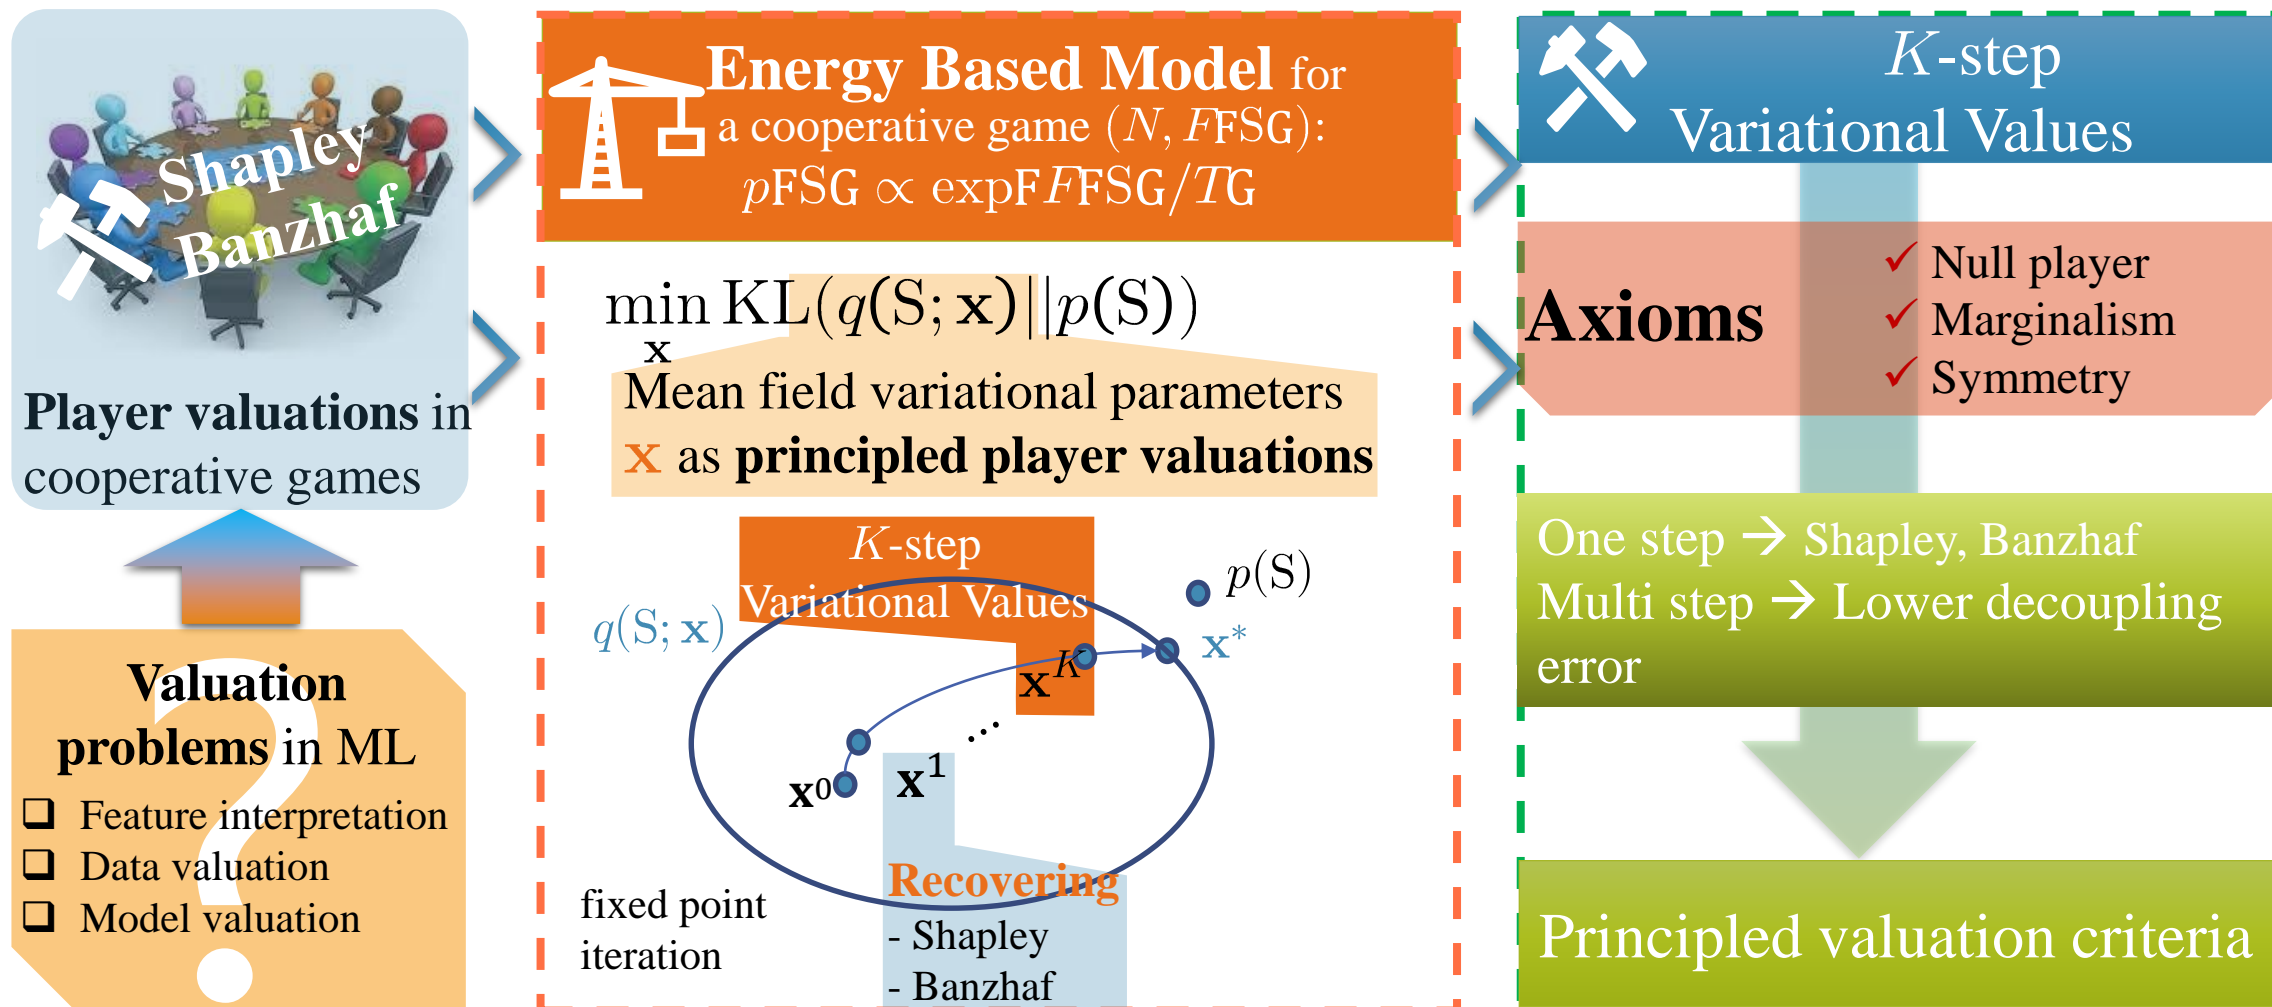 Shapley
Banzhaf
Player valuations in
cooperative games
Valuation
problems in ML
❑ Feature interpretation
❑ Data valuation
❑ Model valuation
?
Energy Based Model for
a cooperative game (N, FFSG):
pFSG ∝ expFFFSG/TG
min KL(q(S; x)||p(S))
x
Mean field variational parameters
x as principled player valuations
K-step
Variational Values
p(S)
q(S; x)
x*
x^K
...
x^1
x^0
Recovering
- Shapley
- Banzhaf
fixed point
iteration
K-step
Variational Values
Axioms
✓ Null player
✓ Marginalism
✓ Symmetry
One step → Shapley, Banzhaf
Multi step → Lower decoupling
error
Principled valuation criteria